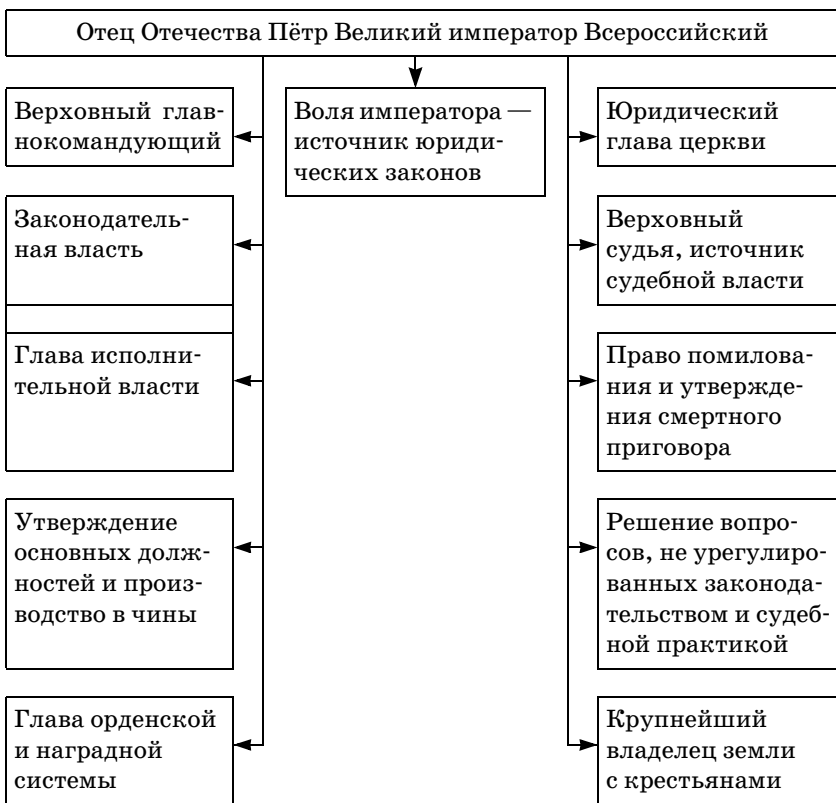 Отец Отечества Пётр Великий император Всероссийский
Верховный глав-
нокомандующий
Воля императора —
источник юриди-
ческих законов
Юридический
глава церкви
Законодатель-
ная власть
Верховный
судья, источник
судебной власти
Глава исполни-
тельной власти
Право помилова-
ния и утвержде-
ния смертного
приговора
Утверждение
основных долж-
ностей и произ-
водство в чины
Решение вопро-
сов, не урегулиро-
ванных законода-
тельством и судеб-
ной практикой
Глава орденской
и наградной
системы
Крупнейший
владелец земли
с крестьянами